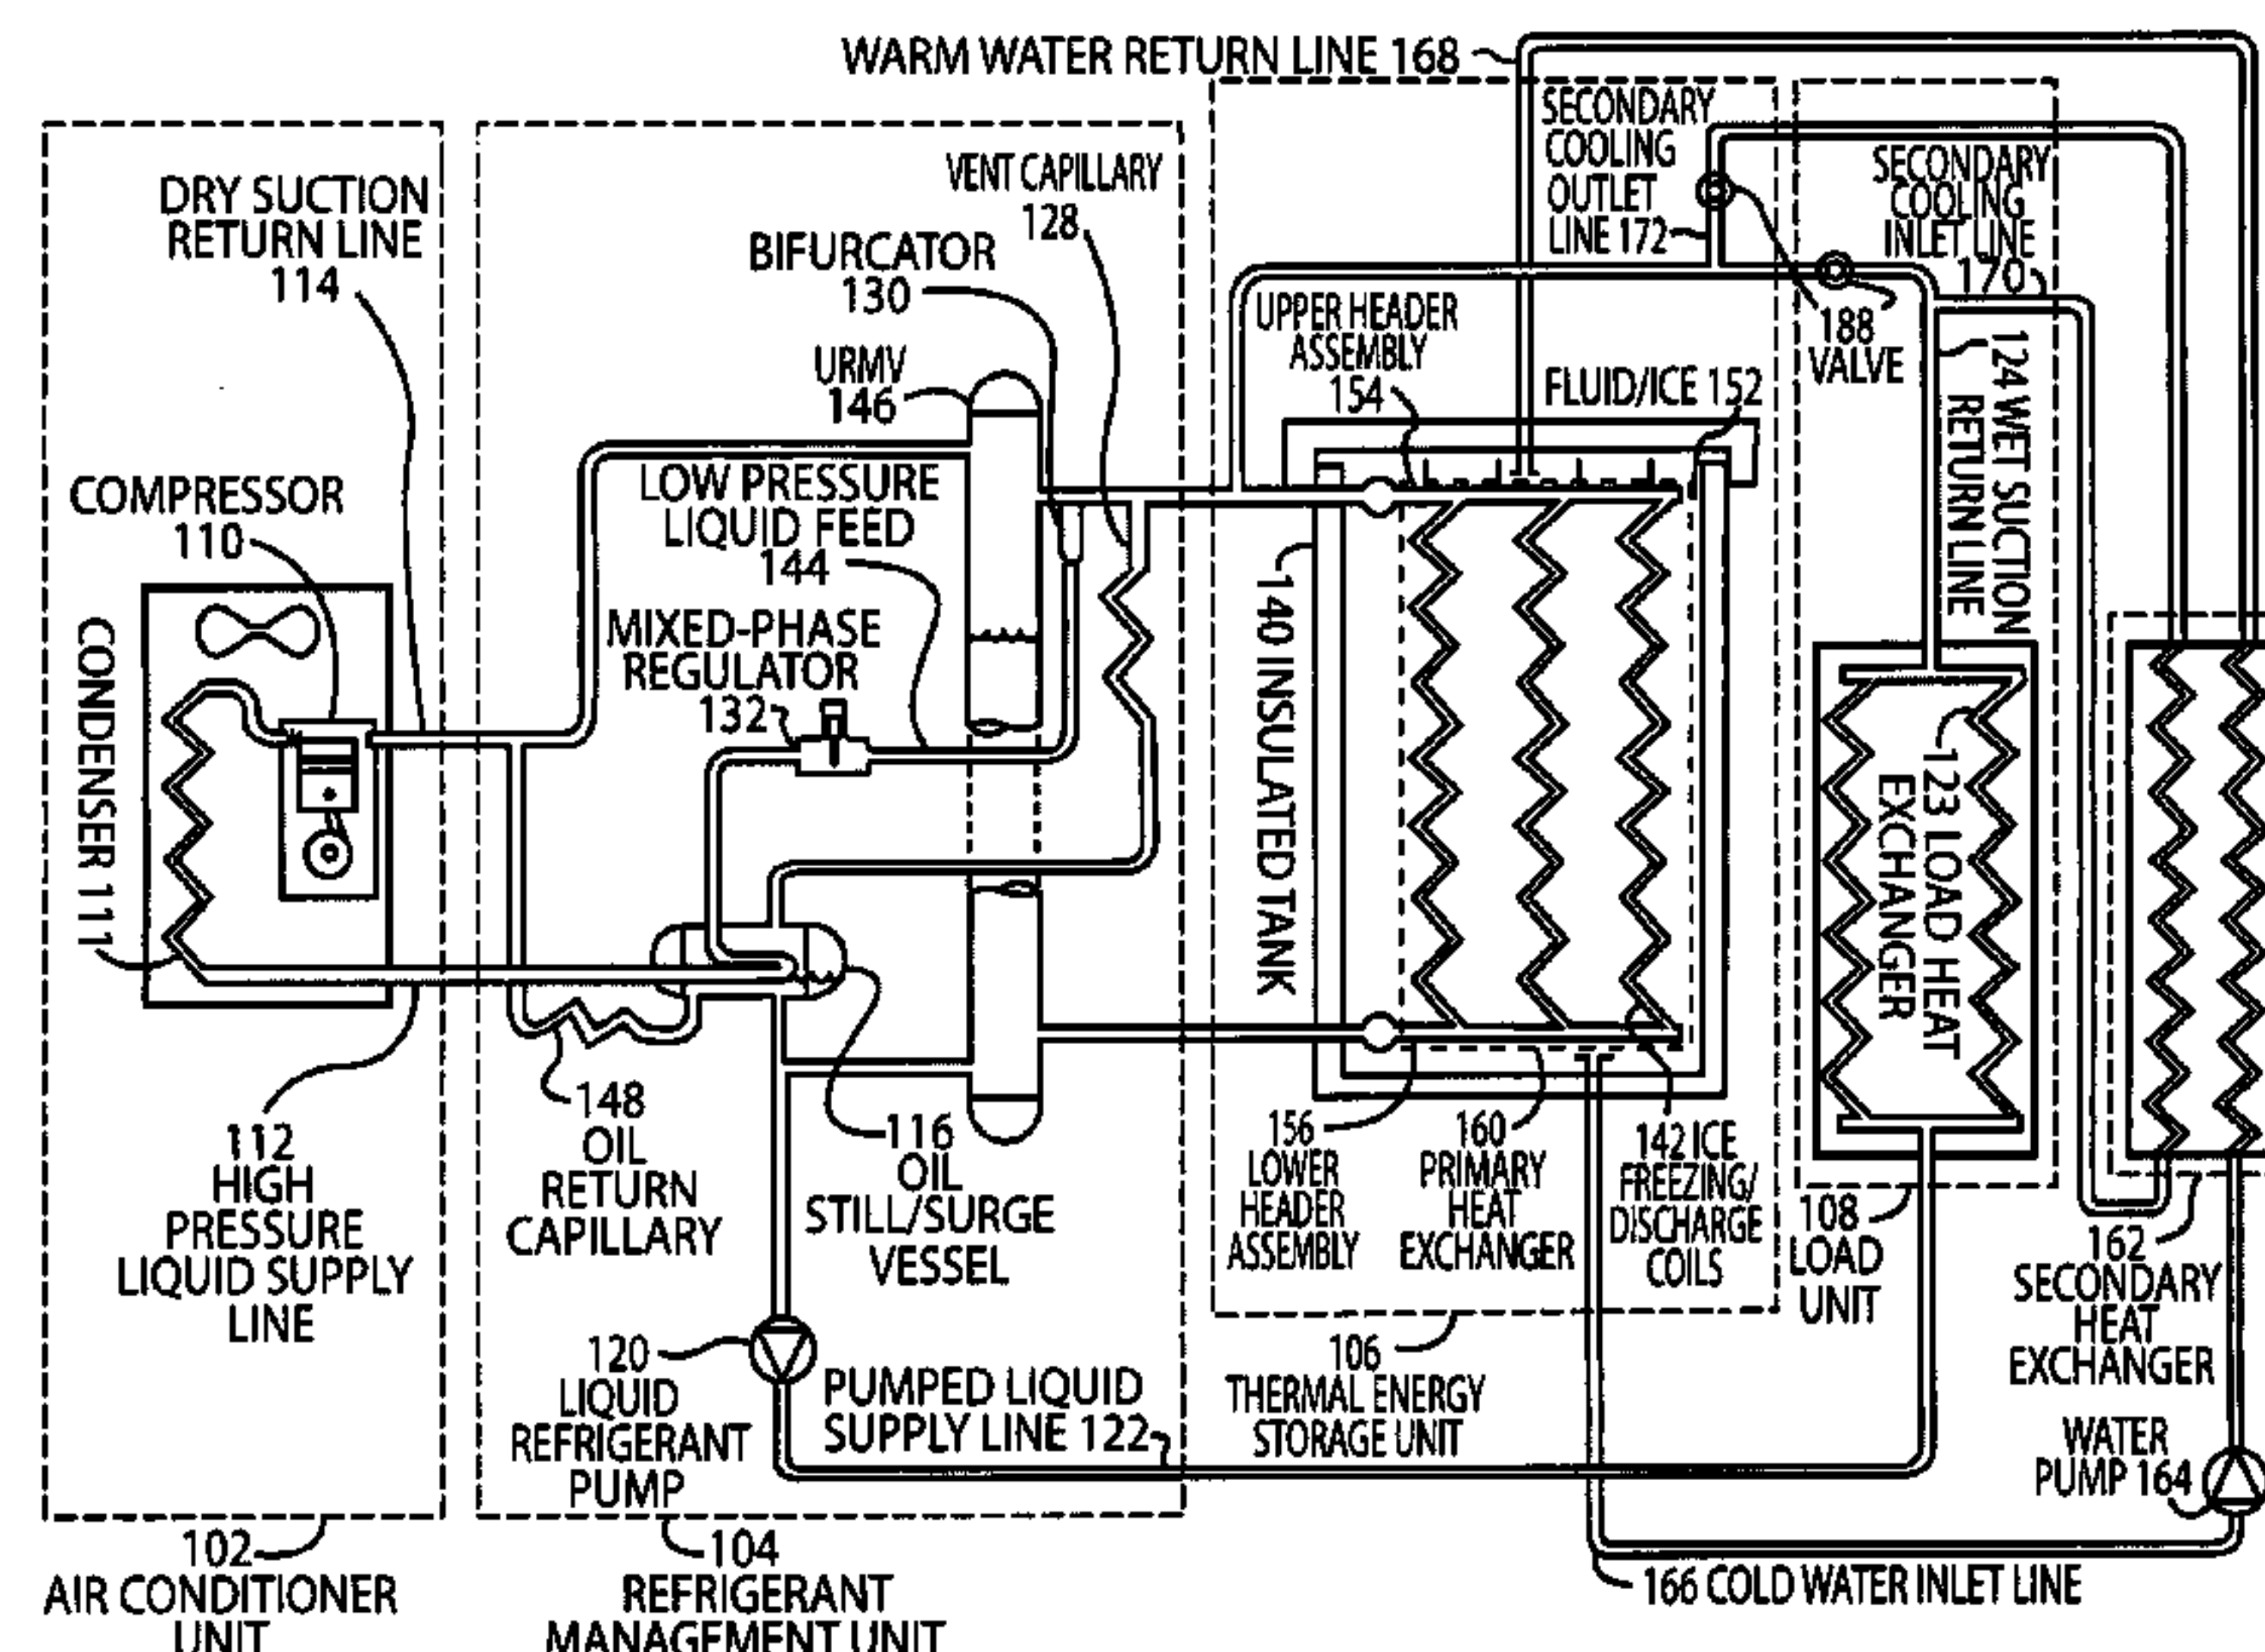 WARM WATER RETURN LINE 168
SECONDARY
COOLING
OUTLET
LINE 172
SECONDARY
COOLING
INLET LINE
170
VENT CAPILLARY
128
DRY SUCTION
RETURN LINE
114
BIFURCATOR
130
UPPER HEADER
ASSEMBLY
154
188
VALVE
124 WET SUCTION
RETURN LINE
URMV
146
FLUID/ICE 152
COMPRESSOR
110
LOW PRESSURE
LIQUID FEED
144
MIXED-PHASE
REGULATOR
132
CONDENSER 111
140 INSULATED TANK
123 LOAD HEAT
EXCHANGER
148
OIL
RETURN
CAPILLARY
116
OIL
STILL/SURGE
VESSEL
112
HIGH
PRESSURE
LIQUID SUPPLY
LINE
156
LOWER
HEADER
ASSEMBLY
160
PRIMARY
HEAT
EXCHANGER
142 ICE
FREEZING/
DISCHARGE
COILS
108
LOAD
UNIT
162
SECONDARY
HEAT
EXCHANGER
120
LIQUID
REFRIGERANT
PUMP
PUMPED LIQUID
SUPPLY LINE 122
106
THERMAL ENERGY
STORAGE UNIT
WATER
PUMP 164
102
AIR CONDITIONER
UNIT
104
REFRIGERANT
MANAGEMENT UNIT
166 COLD WATER INLET LINE